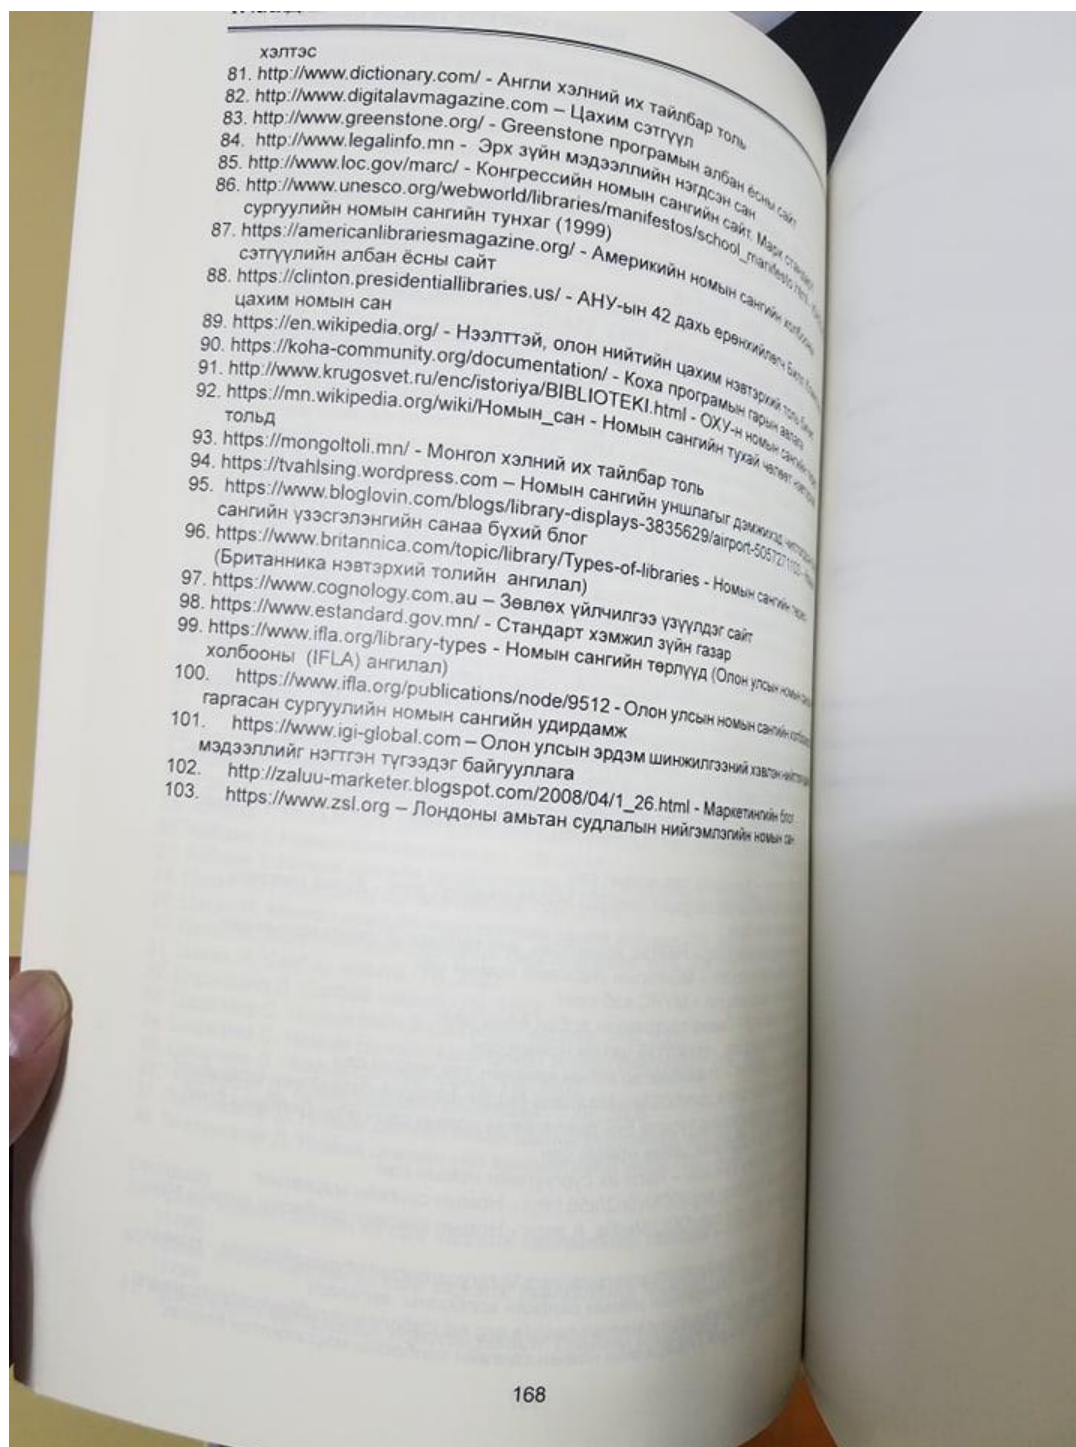 хэлтэс
81. http://www.dictionary.com/ - Англи хэлний их тайлбар толь
82. http://www.digitalavmagazine.com – Цахим сэтгүүл
83. http://www.greenstone.org/ - Greenstone програмын албан ёсны сайт
84. http://www.legalinfo.mn - Эрх зүйн мэдээллийн нэгдсэн сан
85. http://www.loc.gov/marc/ - Конгрессийн номын сангийн сайт. Марк стандарт
86. http://www.unesco.org/webworld/libraries/manifestos/school_manifesto.html -
сургуулийн номын сангийн тунхаг (1999)
87. https://americanlibrariesmagazine.org/ - Америкийн номын сангийн холбооны
сэтгүүлийн албан ёсны сайт
88. https://clinton.presidentiallibraries.us/ - АНУ-ын 42 дахь ерөнхийлөгч Билл
цахим номын сан
89. https://en.wikipedia.org/ - Нээлттэй, олон нийтийн цахим нэвтэрхий толь бичиг
90. https://koha-community.org/documentation/ - Коха програмын гарын авлага
91. http://www.krugosvet.ru/enc/istoriya/BIBLIOTEKI.html - ОХУ-н номын сангийн
92. https://mn.wikipedia.org/wiki/Номын_сан - Номын сангийн тухай чөлөөт
тольд
93. https://mongoltoli.mn/ - Монгол хэлний их тайлбар толь
94. https://tvahlsing.wordpress.com – Номын сангийн уншлагыг дэмжихэд
95. https://www.bloglovin.com/blogs/library-displays-3835629/airport-5057271103 -
сангийн үзэсгэлэнгийн санаа бүхий блог
96. https://www.britannica.com/topic/library/Types-of-libraries - Номын сангийн төрөл
(Британника нэвтэрхий толийн ангилал)
97. https://www.cognology.com.au – Зөвлөх үйлчилгээ үзүүлдэг сайт
98. https://www.estandard.gov.mn/ - Стандарт хэмжил зүйн газар
99. https://www.ifla.org/library-types - Номын сангийн төрлүүд (Олон улсын номын
холбооны (IFLA) ангилал)
100. https://www.ifla.org/publications/node/9512 - Олон улсын номын сангийн
гаргасан сургуулийн номын сангийн удирдамж
101. https://www.igi-global.com – Олон улсын эрдэм шинжилгээний хэвлэн
мэдээллийг нэгтгэн түгээдэг байгууллага
102. http://zaluu-marketer.blogspot.com/2008/04/1_26.html - Маркетингийн блог
103. https://www.zsl.org – Лондоны амьтан судлалын нийгэмлэгийн номын сан
168